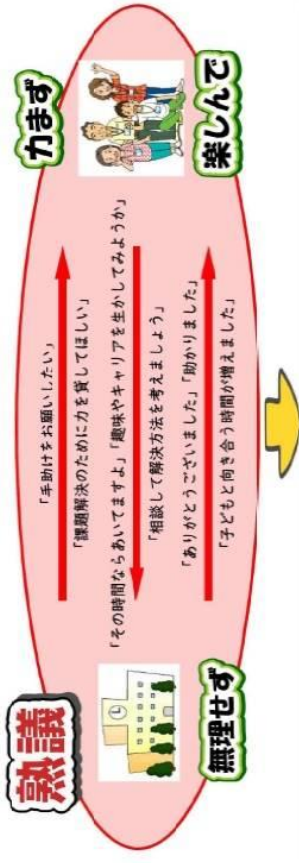 熟議
力まず
「手助けをお願いしたい」
「課題解決のために力を貸してほしい」
「その時間ならあいてますよ」「趣味やキャリアを生かしてみようか」
「相談して解決方法を考えましょう」
「ありがとうございました」「助かりました」
「子どもと向き合う時間が増えました」
無理せず
楽しんで